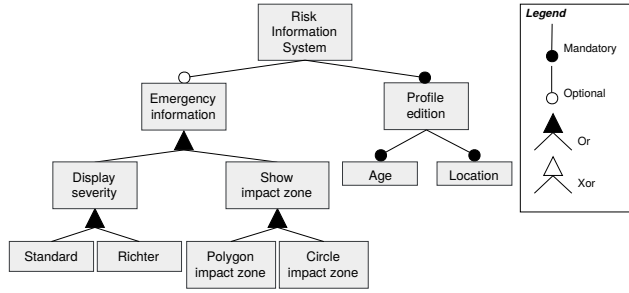 Risk
Information
System
Emergency
information
Profile
edition
Display
severity
Show
impact zone
Age
Location
Standard
Richter
Polygon
impact zone
Circle
impact zone
Legend
Mandatory
Optional
Or
Xor